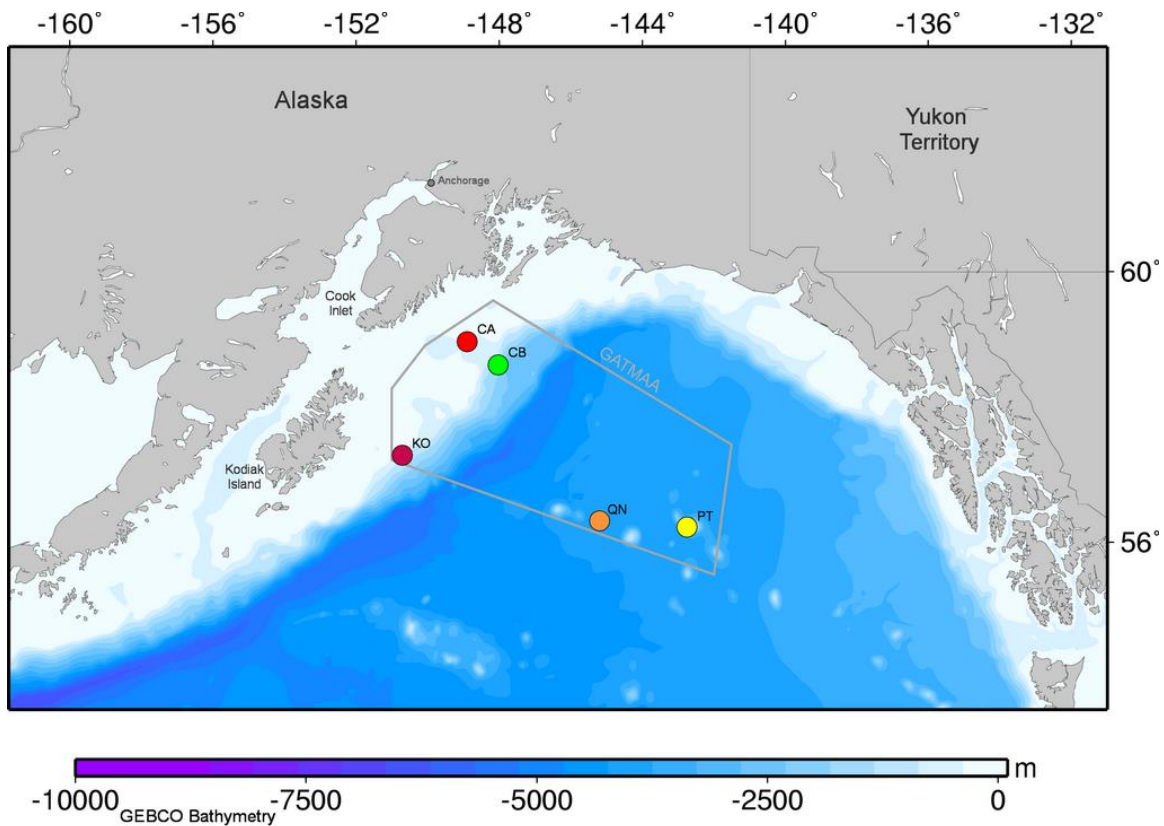 -160˚ -156˚ -152˚ -148˚ -144˚ -140˚ -136˚ -132˚
Alaska
Yukon
Territory
Anchorage
60˚
Cook
Inlet
CA
CB
GATMAA
KO
Kodiak
Island
QN
PT
56˚
m
-10000 -7500 -5000 -2500 0
GEBCO Bathymetry